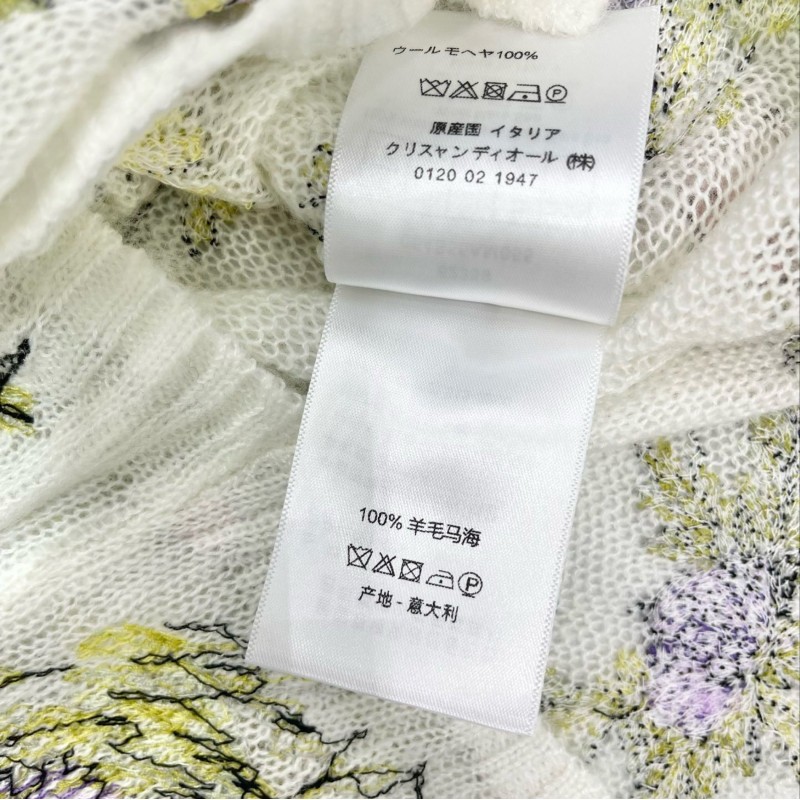 ウール モヘヤ100%
P
原産国 イタリア
クリスャンディオール (株)
0120 02 1947
100% 羊毛马海
P
产地 - 意大利